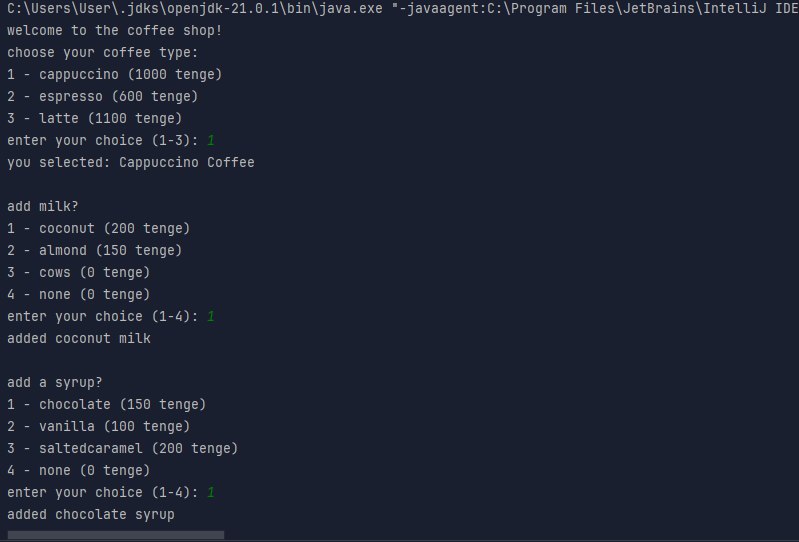 C:\Users\User\.jdks\openjdk-21.0.1\bin\java.exe "-javaagent:C:\Program Files\JetBrains\IntelliJ IDE
welcome to the coffee shop!
choose your coffee type:
1 - cappuccino (1000 tenge)
2 - espresso (600 tenge)
3 - latte (1100 tenge)
enter your choice (1-3): 1
you selected: Cappuccino Coffee
add milk?
1 - coconut (200 tenge)
2 - almond (150 tenge)
3 - cows (0 tenge)
4 - none (0 tenge)
enter your choice (1-4): 1
added coconut milk
add a syrup?
1 - chocolate (150 tenge)
2 - vanilla (100 tenge)
3 - saltedcaramel (200 tenge)
4 - none (0 tenge)
enter your choice (1-4): 1
added chocolate syrup